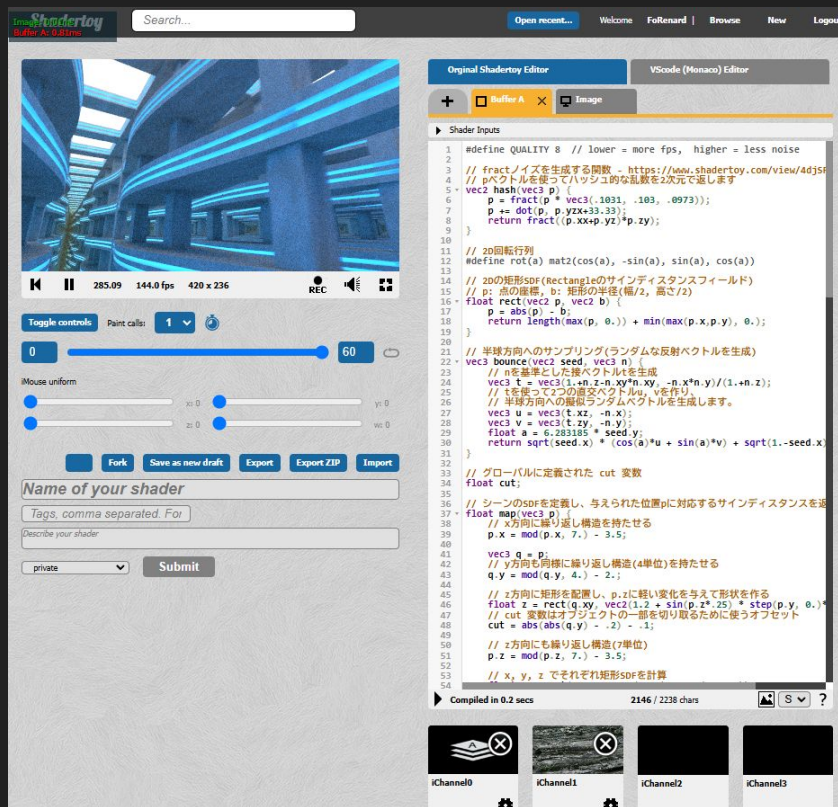 Shadertoy
Image: 0.01ms
Buffer A: 0.81ms
Search...
Open recent...
Welcome
FoRenard |
Browse
New
Logou
Orginal Shadertoy Editor
VScode (Monaco) Editor
+
Buffer A
Image
Shader Inputs
1 #define QUALITY 8 // lower = more fps, higher = less noise
2
3 // fractノイズを生成する関数 - https://www.shadertoy.com/view/4djSR
4 // pベクトルを使ってハッシュ的な乱数を2次元で返します
5 vec2 hash(vec3 p) {
6 p = fract(p * vec3(.1031, .103, .0973));
7 p += dot(p, p.yzx+33.33);
8 return fract((p.xx+p.yz)*p.zy);
9 }
10
11 // 2D回転行列
12 #define rot(a) mat2(cos(a), -sin(a), sin(a), cos(a))
13
14 // 2Dの矩形SDF(Rectangleのサインディスタンスフィールド)
15 // p: 点の座標, b: 矩形の半径(幅/2, 高さ/2)
16 float rect(vec2 p, vec2 b) {
17 p = abs(p) - b;
18 return length(max(p, 0.)) + min(max(p.x,p.y), 0.);
19 }
20
21 // 半球方向へのサンプリング(ランダムな反射ベクトルを生成)
22 vec3 bounce(vec2 seed, vec3 n) {
23 // nを基準とした接ベクトルtを生成
24 vec3 t = vec3(1.+n.z-n.xy*n.xy, -n.x*n.y)/(1.+n.z);
25 // tを使って2つの直交ベクトルu, vを作り、
26 // 半球方向への擬似ランダムベクトルを生成します。
27 vec3 u = vec3(t.xz, -n.x);
28 vec3 v = vec3(t.zy, -n.y);
29 float a = 6.283185 * seed.y;
30 return sqrt(seed.x) * (cos(a)*u + sin(a)*v) + sqrt(1.-seed.x)
31 }
32
33 // グローバルに定義された cut 変数
34 float cut;
35
36 // シーンのSDFを定義し、与えられた位置pに対応するサインディスタンスを返
37 float map(vec3 p) {
38 // x方向に繰り返し構造を持たせる
39 p.x = mod(p.x, 7.) - 3.5;
40
41 vec3 q = p;
42 // y方向も同様に繰り返し構造(4単位)を持たせる
43 q.y = mod(q.y, 4.) - 2.;
44
45 // z方向に矩形を配置し、p.zに軽い変化を与えて形状を作る
46 float z = rect(q.xy, vec2(1.2 + sin(p.z*.25) * step(p.y, 0.)*
47 // cut 変数はオブジェクトの一部を切り取るために使うオフセット
48 cut = abs(abs(q.y) - .2) - .1;
49
50 // z方向にも繰り返し構造(7単位)
51 p.z = mod(p.z, 7.) - 3.5;
52
53 // x, y, z でそれぞれ矩形SDFを計算
54
285.09
144.0 fps
420 x 236
REC
Toggle controls
Paint calls:
1
0
60
iMouse uniform
x: 0
y: 0
z: 0
w: 0
Fork
Save as new draft
Export
Export ZIP
Import
Name of your shader
Tags, comma separated. For
Describe your shader
private
Submit
Compiled in 0.2 secs
2146 / 2238 chars
S
?
A
iChannel0
iChannel1
iChannel2
iChannel3